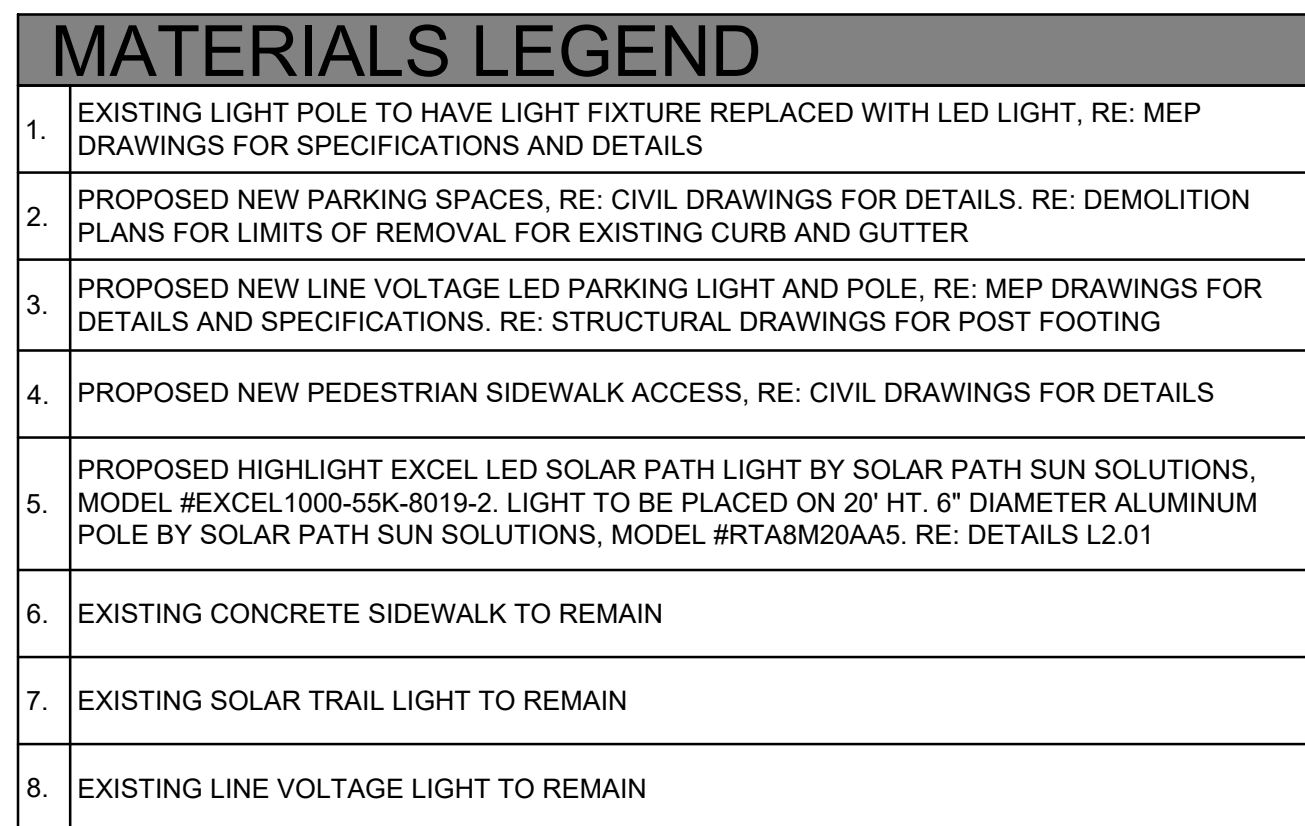 MATERIALS LEGEND
1. EXISTING LIGHT POLE TO HAVE LIGHT FIXTURE REPLACED WITH LED LIGHT, RE: MEP
DRAWINGS FOR SPECIFICATIONS AND DETAILS
2. PROPOSED NEW PARKING SPACES, RE: CIVIL DRAWINGS FOR DETAILS. RE: DEMOLITION
PLANS FOR LIMITS OF REMOVAL FOR EXISTING CURB AND GUTTER
3. PROPOSED NEW LINE VOLTAGE LED PARKING LIGHT AND POLE, RE: MEP DRAWINGS FOR
DETAILS AND SPECIFICATIONS. RE: STRUCTURAL DRAWINGS FOR POST FOOTING
4. PROPOSED NEW PEDESTRIAN SIDEWALK ACCESS, RE: CIVIL DRAWINGS FOR DETAILS
5. PROPOSED HIGHLIGHT EXCEL LED SOLAR PATH LIGHT BY SOLAR PATH SUN SOLUTIONS,
MODEL #EXCEL1000-55K-8019-2. LIGHT TO BE PLACED ON 20' HT. 6" DIAMETER ALUMINUM
POLE BY SOLAR PATH SUN SOLUTIONS, MODEL #RTA8M20AA5. RE: DETAILS L2.01
6. EXISTING CONCRETE SIDEWALK TO REMAIN
7. EXISTING SOLAR TRAIL LIGHT TO REMAIN
8. EXISTING LINE VOLTAGE LIGHT TO REMAIN